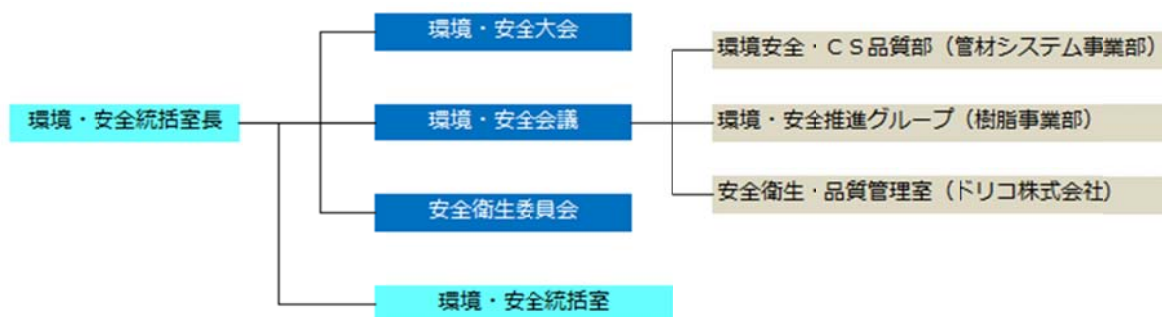 環境・安全大会
環境安全・ＣＳ品質部（管材システム事業部）
環境・安全統括室長
環境・安全会議
環境・安全推進グループ（樹脂事業部）
安全衛生・品質管理室（ドリコ株式会社）
安全衛生委員会
環境・安全統括室